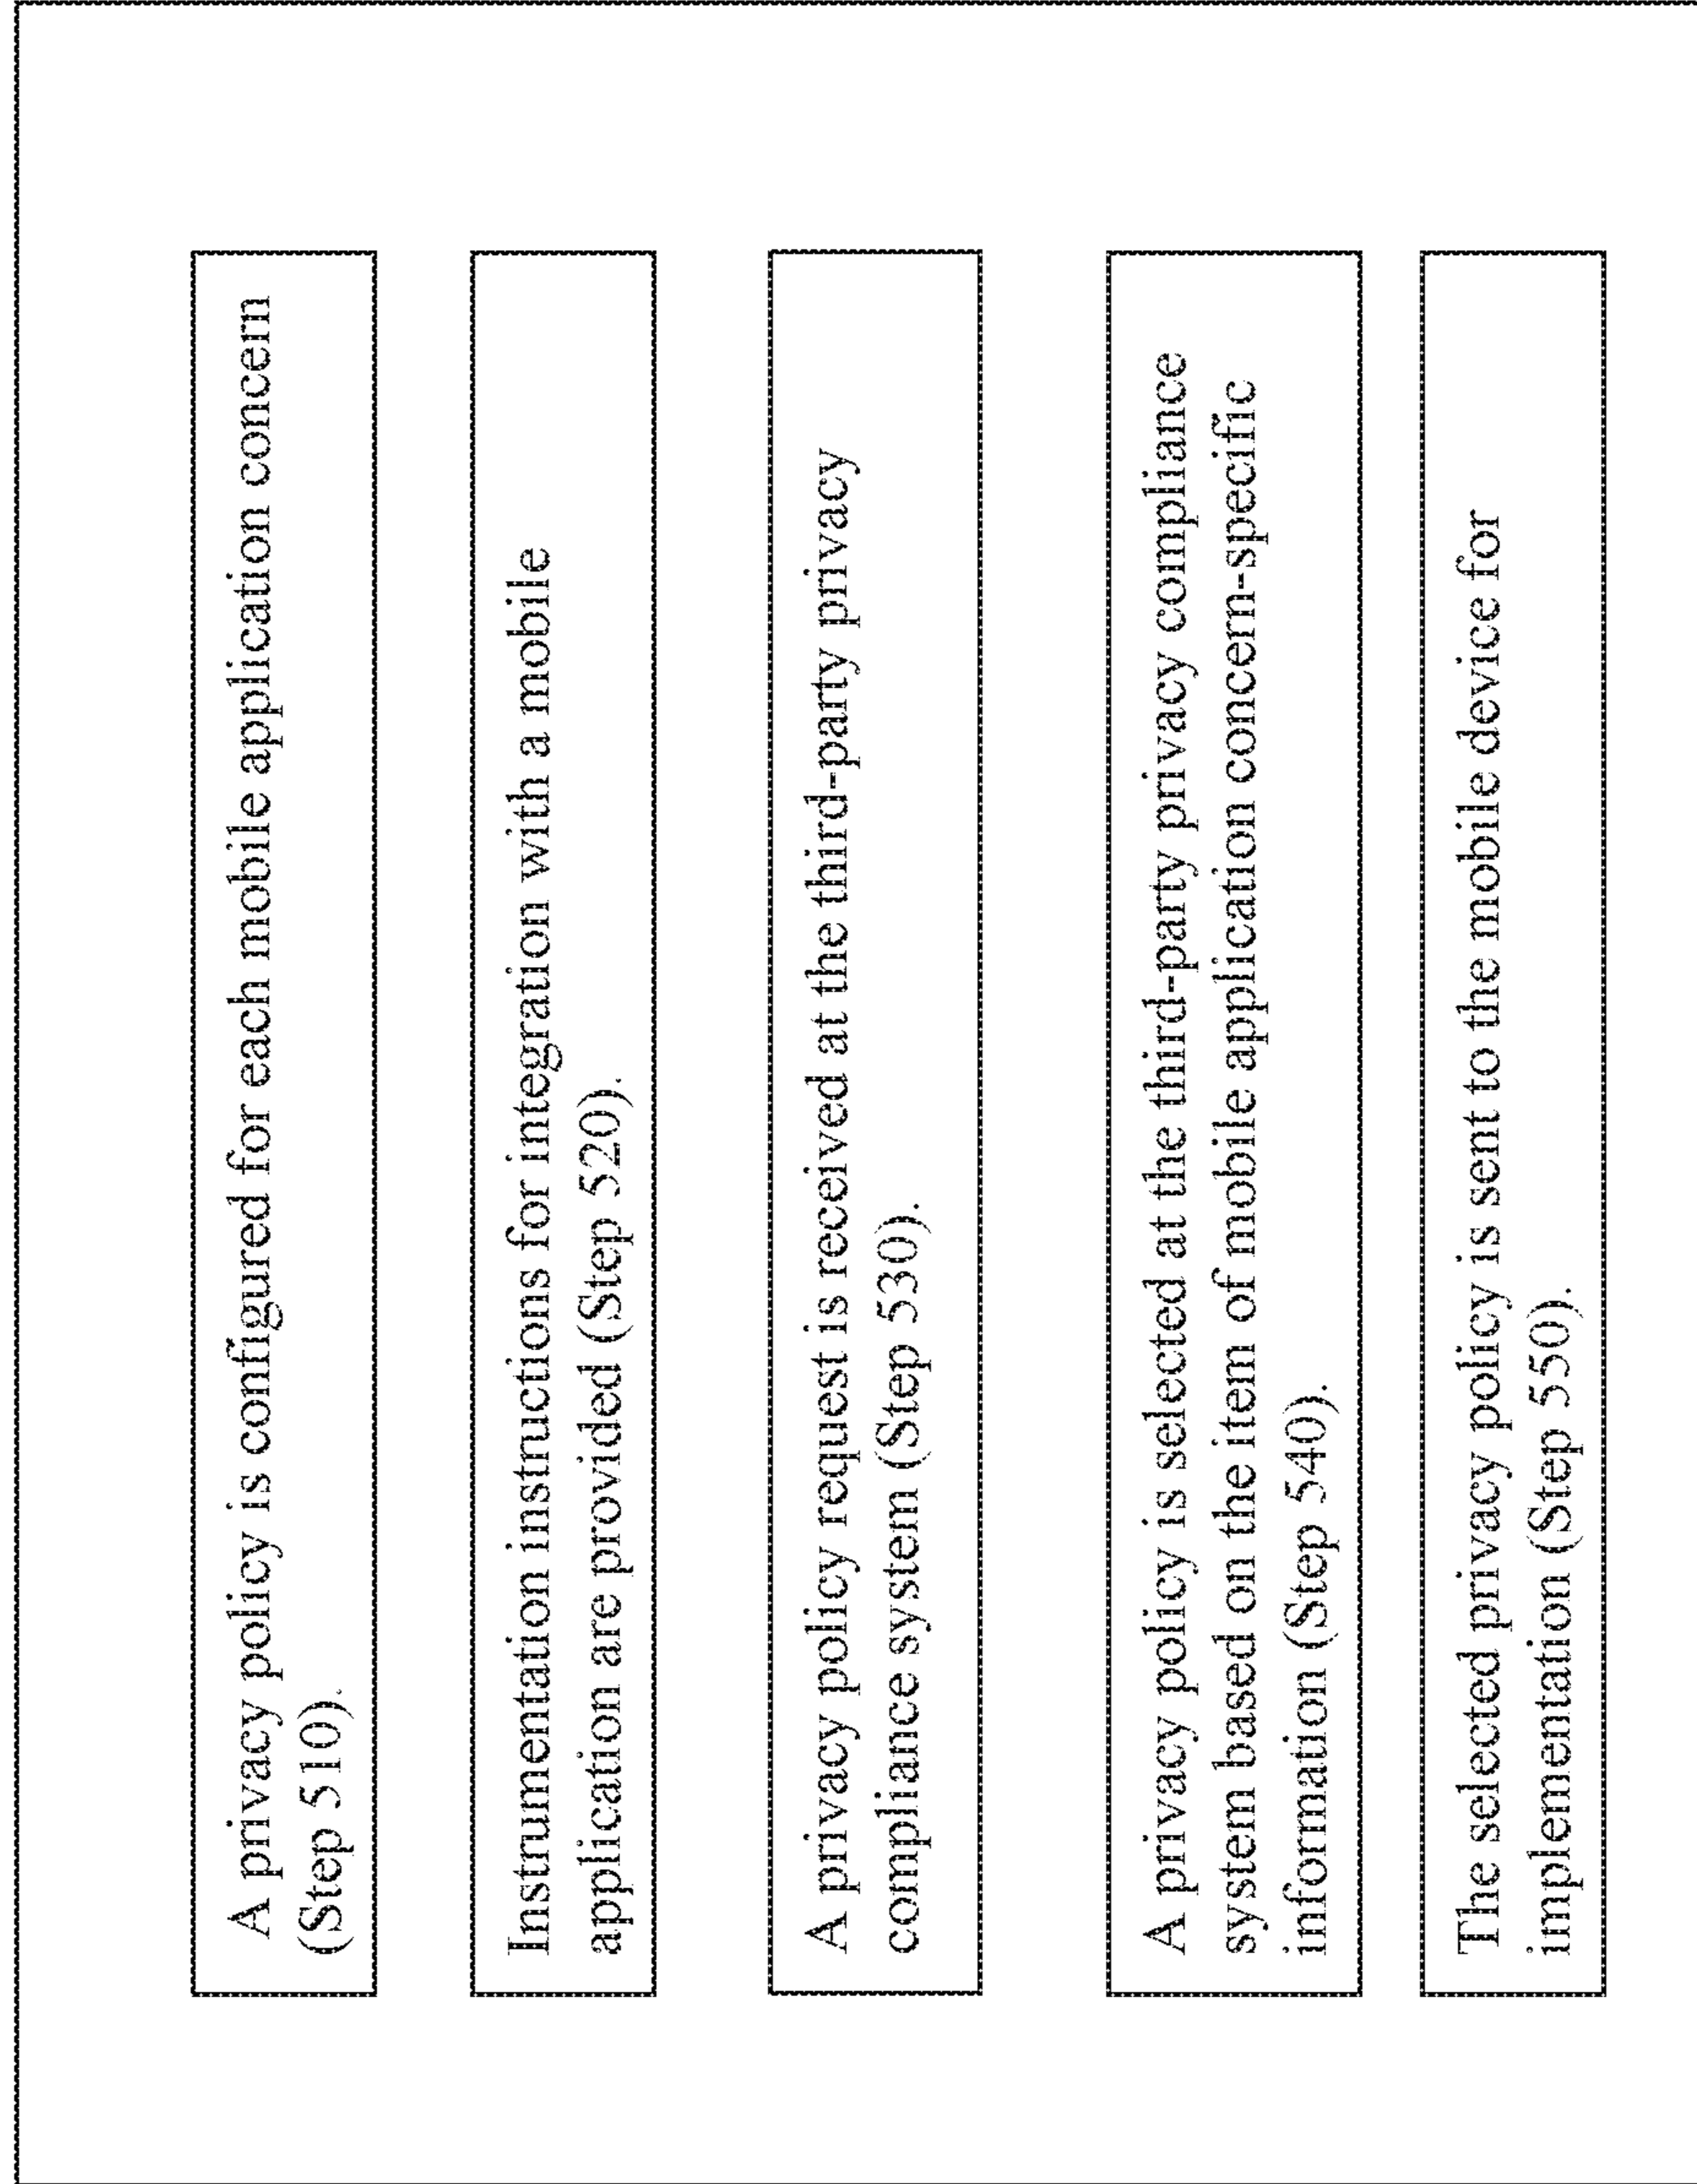 A privacy policy is configured for each mobile application concern
(Step 510).
Instrumentation instructions for integration with a mobile
application are provided (Step 520).
A privacy policy request is received at the third-party privacy
compliance system (Step 530).
A privacy policy is selected at the third-party privacy compliance
system based on the item of mobile application concern-specific
information (Step 540).
The selected privacy policy is sent to the mobile device for
implementation (Step 550).